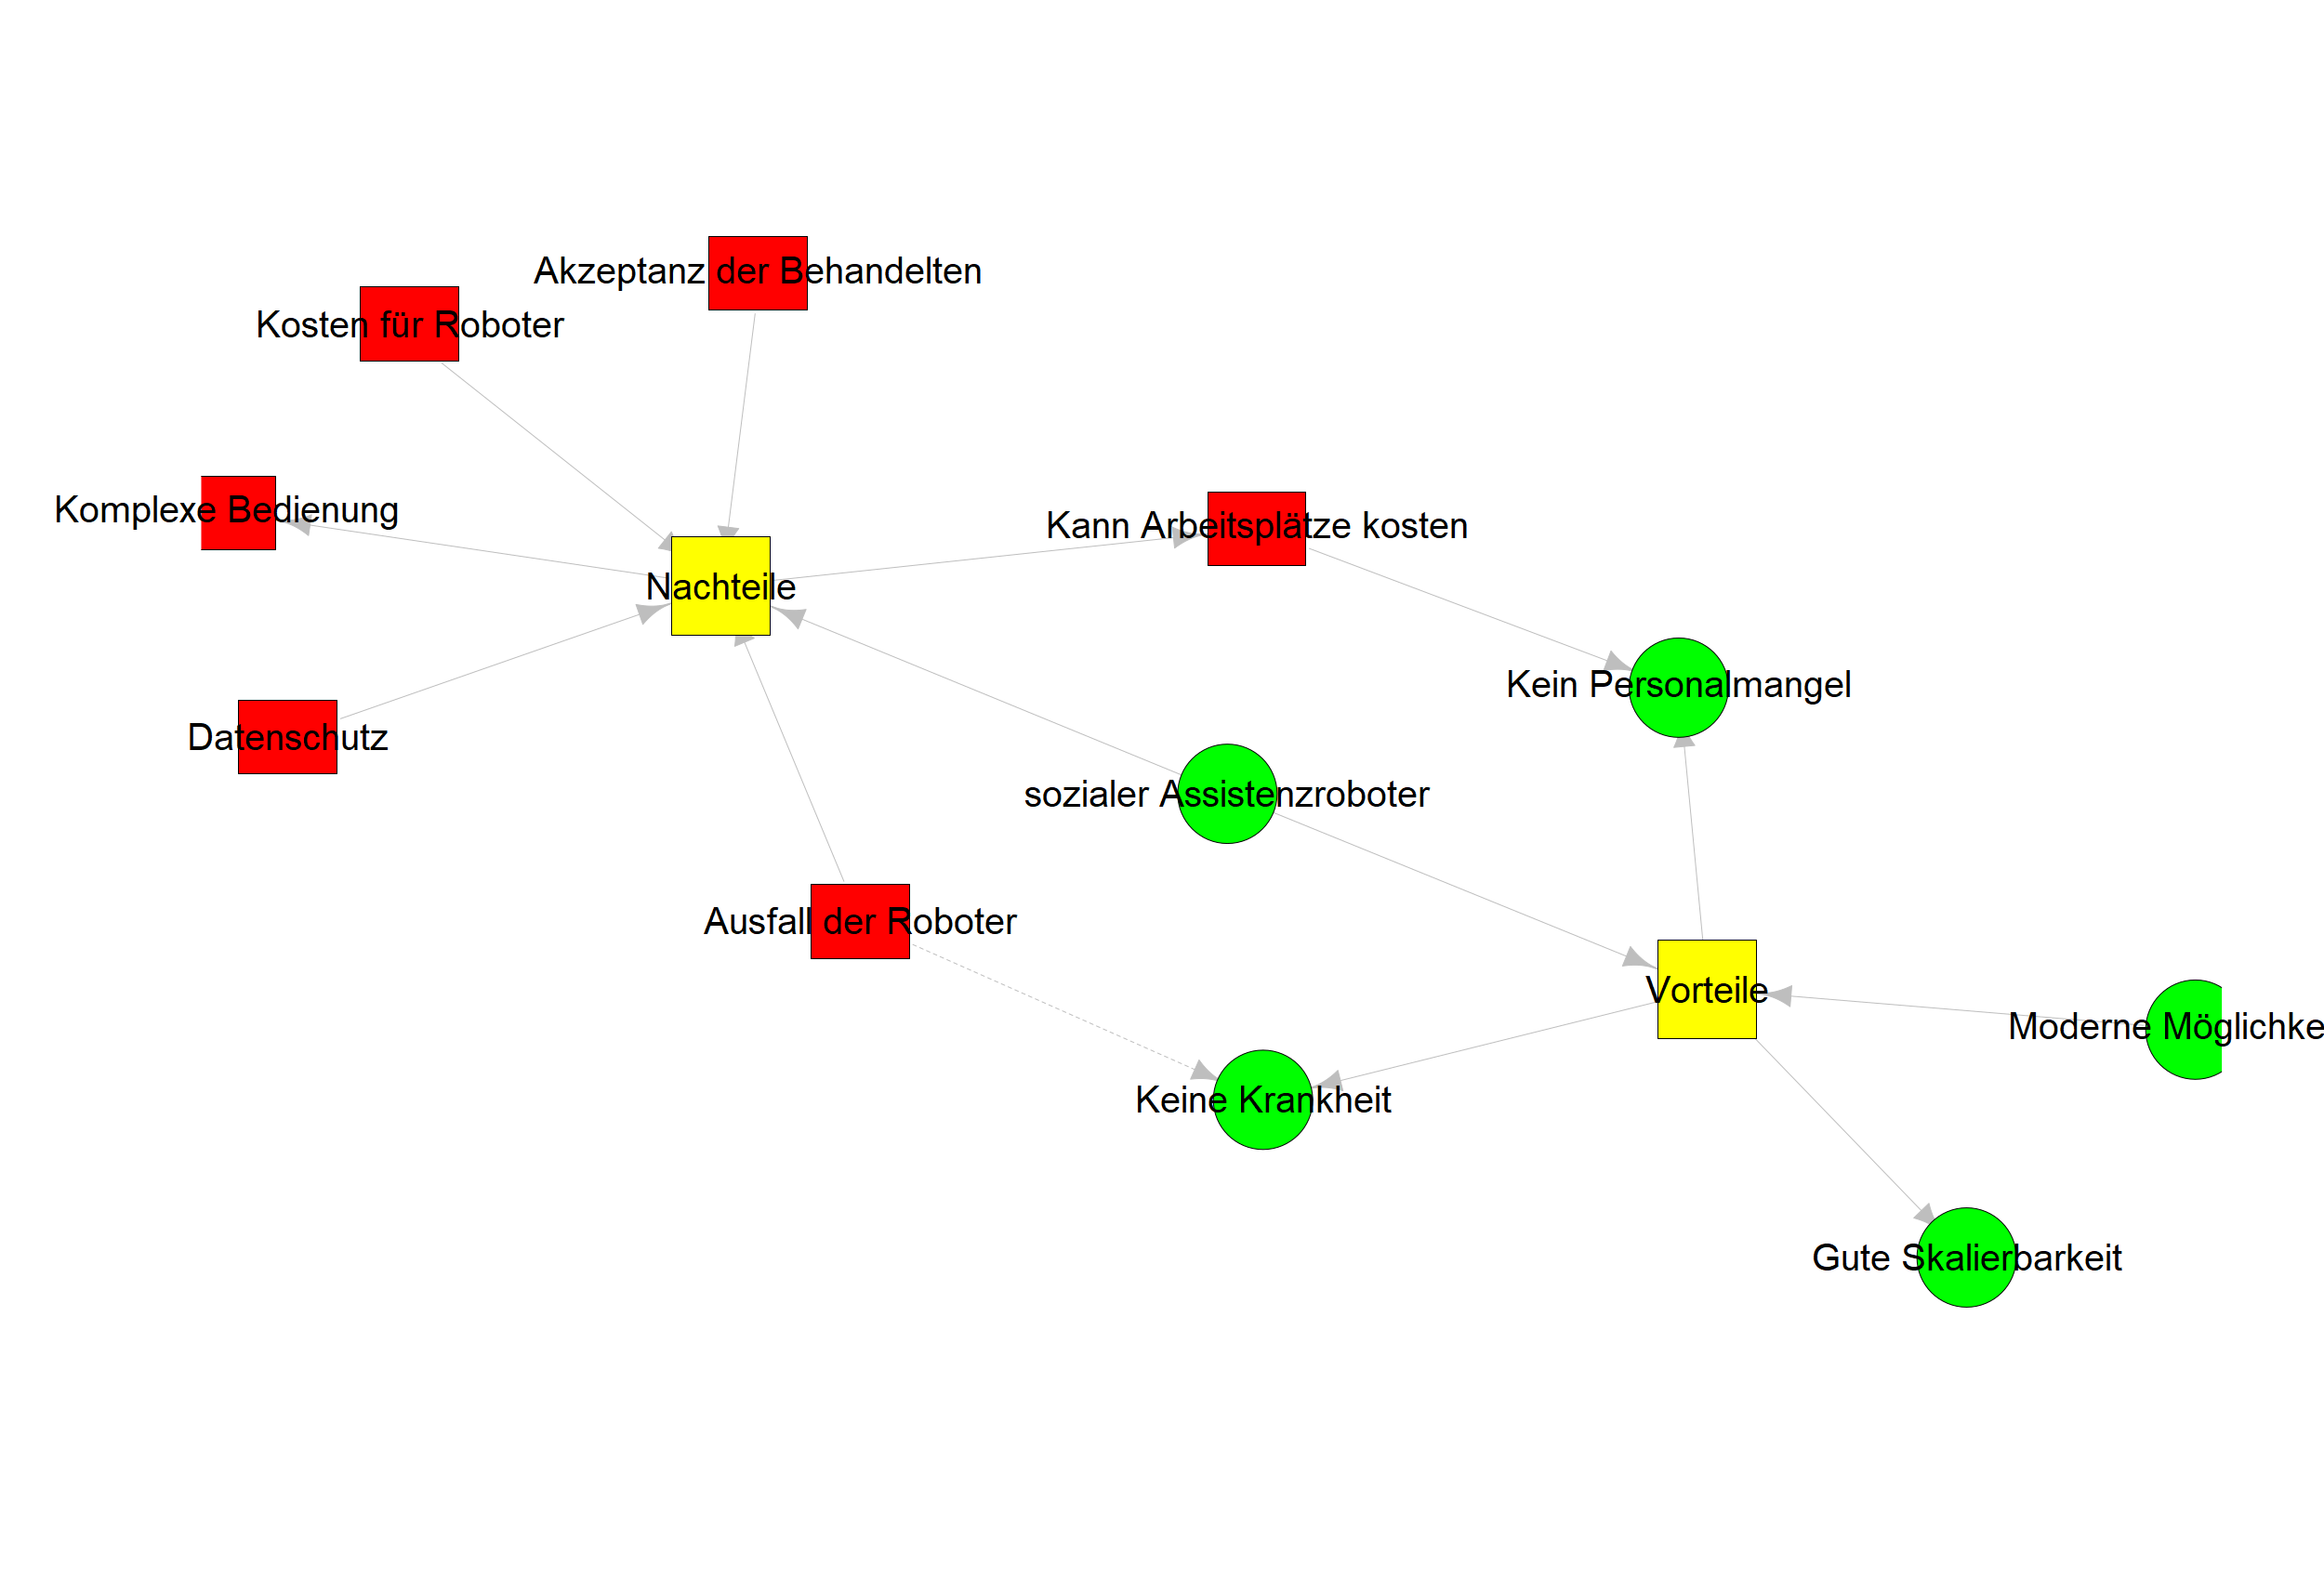 Akzeptanz der Behandelten
Kosten für Roboter
Komplexe Bedienung
Kann Arbeitsplätze kosten
Nachteile
Kein Personalmangel
Datenschutz
sozialer Assistenzroboter
Ausfall der Roboter
Vorteile
Moderne Möglichke
Keine Krankheit
Gute Skalierbarkeit